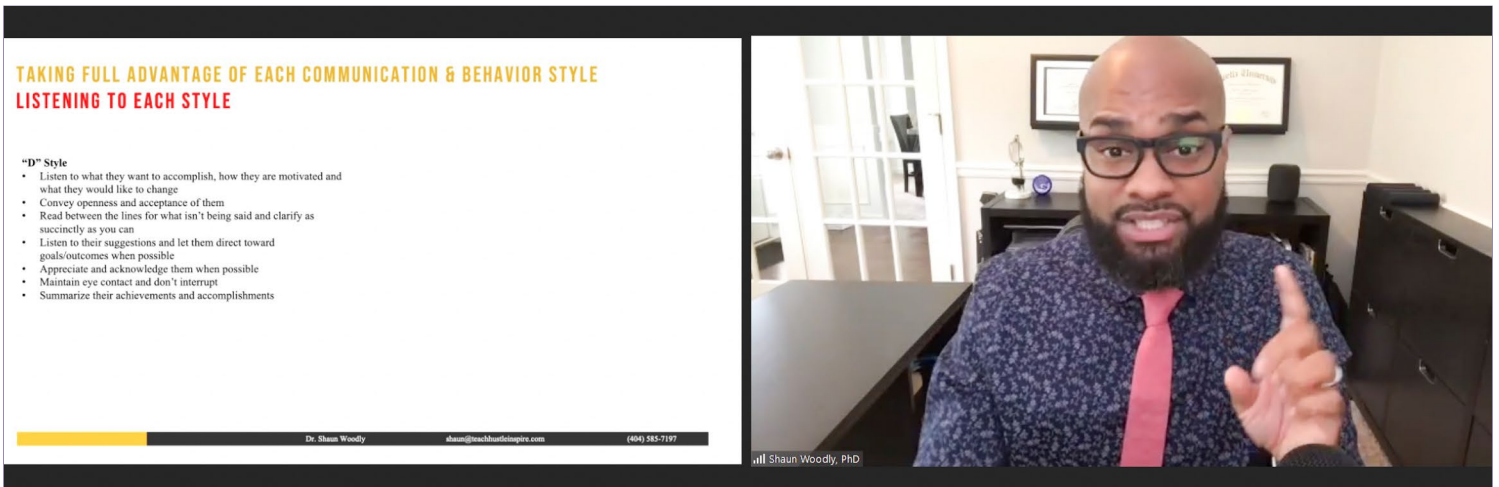 TAKING FULL ADVANTAGE OF EACH COMMUNICATION & BEHAVIOR STYLE
LISTENING TO EACH STYLE
“D” Style
• Listen to what they want to accomplish, how they are motivated and
what they would like to change
• Convey openness and acceptance of them
• Read between the lines for what isn’t being said and clarify as
succinctly as you can
• Listen to their suggestions and let them direct toward
goals/outcomes when possible
• Appreciate and acknowledge them when possible
• Maintain eye contact and don’t interrupt
• Summarize their achievements and accomplishments
Dr. Shaun Woodly shaun@teachhustleinspire.com (404) 585-7197
Shaun Woodly, PhD